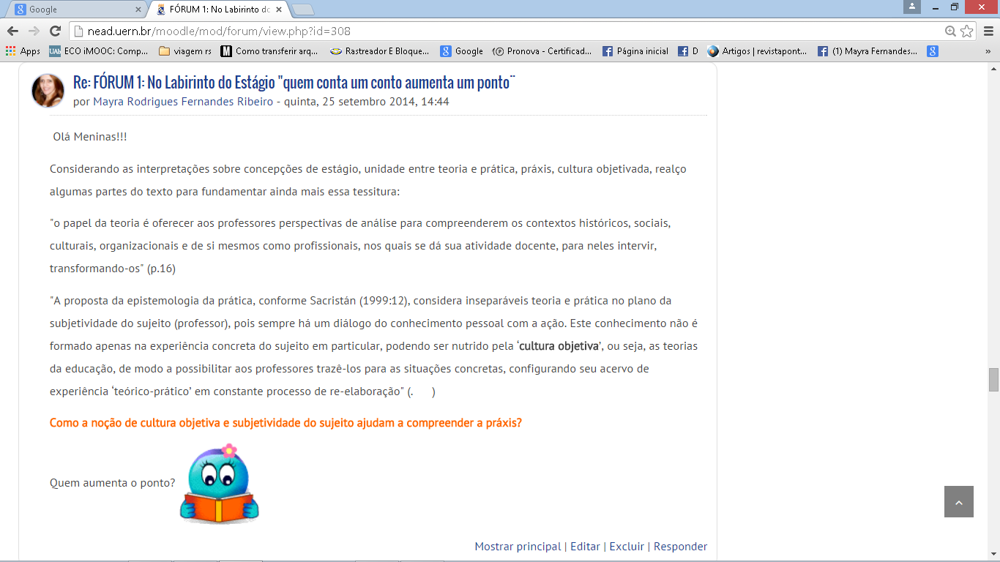 Google
FÓRUM 1: No Labirinto do
nead.uern.br/moodle/mod/forum/view.php?id=308
Apps
ECO iMOOC: Comp...
viagem rs
Como transferir arq...
Rastreador E Bloque...
Google
Pronova - Certificad...
Página inicial
D
Artigos | revistapont...
(1) Mayra Fernandes...
»
Re: FÓRUM 1: No Labirinto do Estágio "quem conta um conto aumenta um ponto¨
por Mayra Rodrigues Fernandes Ribeiro - quinta, 25 setembro 2014, 14:44
Olá Meninas!!!
Considerando as interpretações sobre concepções de estágio, unidade entre teoria e prática, práxis, cultura objetivada, realço
algumas partes do texto para fundamentar ainda mais essa tessitura:
"o papel da teoria é oferecer aos professores perspectivas de análise para compreenderem os contextos históricos, sociais,
culturais, organizacionais e de si mesmos como profissionais, nos quais se dá sua atividade docente, para neles intervir,
transformando-os" (p.16)
"A proposta da epistemologia da prática, conforme Sacristán (1999:12), considera inseparáveis teoria e prática no plano da
subjetividade do sujeito (professor), pois sempre há um diálogo do conhecimento pessoal com a ação. Este conhecimento não é
formado apenas na experiência concreta do sujeito em particular, podendo ser nutrido pela ‘cultura objetiva’, ou seja, as teorias
da educação, de modo a possibilitar aos professores trazê-los para as situações concretas, configurando seu acervo de
experiência ‘teórico-prático’ em constante processo de re-elaboração" (. )
Como a noção de cultura objetiva e subjetividade do sujeito ajudam a compreender a práxis?
Quem aumenta o ponto?
Mostrar principal | Editar | Excluir | Responder